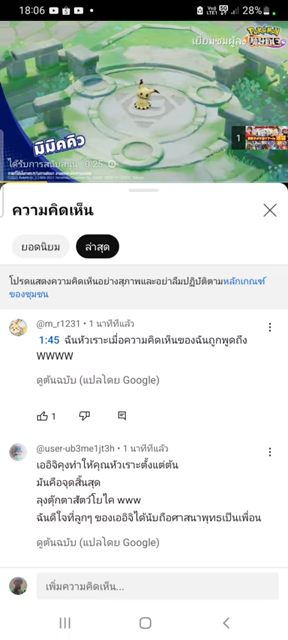 18:06
28%
เยี่ยมชมผู้ส
POKÉMON
UNITE
มิมิคคิว
ได้รับการสนับสนุน 0:25
1
ความคิดเห็น
ยอดนิยม
ล่าสุด
โปรดแสดงความคิดเห็นอย่างสุภาพและอย่าลืมปฏิบัติตามหลักเกณฑ์
ของชุมชน
@m_r1231 • 1 นาทีที่แล้ว
1:45 ฉันหัวเราะเมื่อความคิดเห็นของฉันถูกพูดถึง
WWWW
ดูต้นฉบับ (แปลโดย Google)
1
@user-ub3me1jt3h • 1 นาทีที่แล้ว
เออิจิคุงทำให้คุณหัวเราะตั้งแต่ต้น
มันคือจุดสิ้นสุด
ลุงตุ๊กตาสัตว์โยไค www
ฉันดีใจที่ลูกๆ ของเออิจิได้นับถือศาสนาพุทธเป็นเพื่อน
ดูต้นฉบับ (แปลโดย Google)
เพิ่มความคิดเห็น...